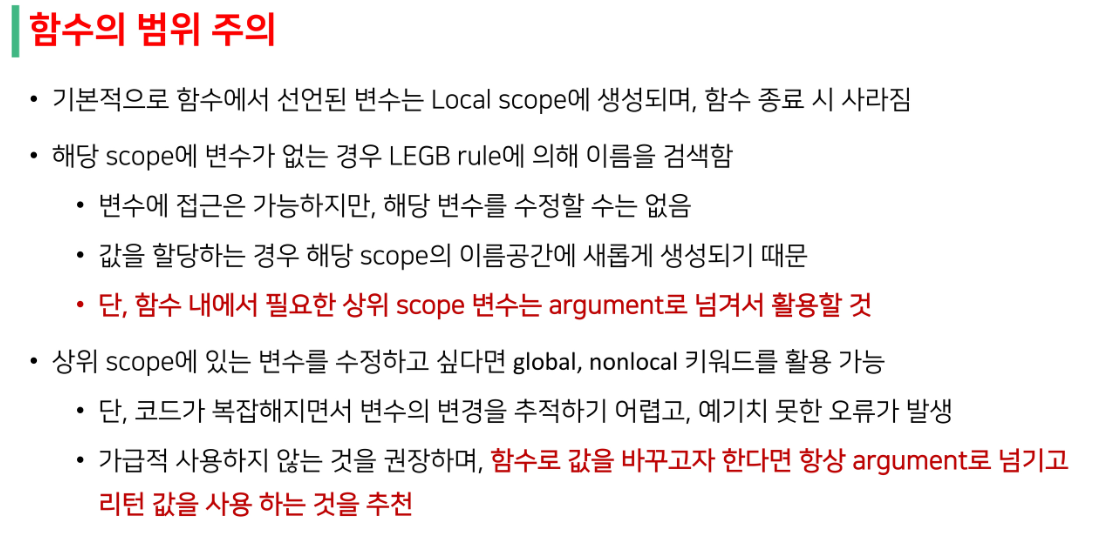 함수의 범위 주의
• 기본적으로 함수에서 선언된 변수는 Local scope에 생성되며, 함수 종료 시 사라짐
• 해당 scope에 변수가 없는 경우 LEGB rule에 의해 이름을 검색함
• 변수에 접근은 가능하지만, 해당 변수를 수정할 수는 없음
• 값을 할당하는 경우 해당 scope의 이름공간에 새롭게 생성되기 때문
• 단, 함수 내에서 필요한 상위 scope 변수는 argument로 넘겨서 활용할 것
• 상위 scope에 있는 변수를 수정하고 싶다면 global, nonlocal 키워드를 활용 가능
• 단, 코드가 복잡해지면서 변수의 변경을 추적하기 어렵고, 예기치 못한 오류가 발생
• 가급적 사용하지 않는 것을 권장하며, 함수로 값을 바꾸고자 한다면 항상 argument로 넘기고
리턴 값을 사용 하는 것을 추천